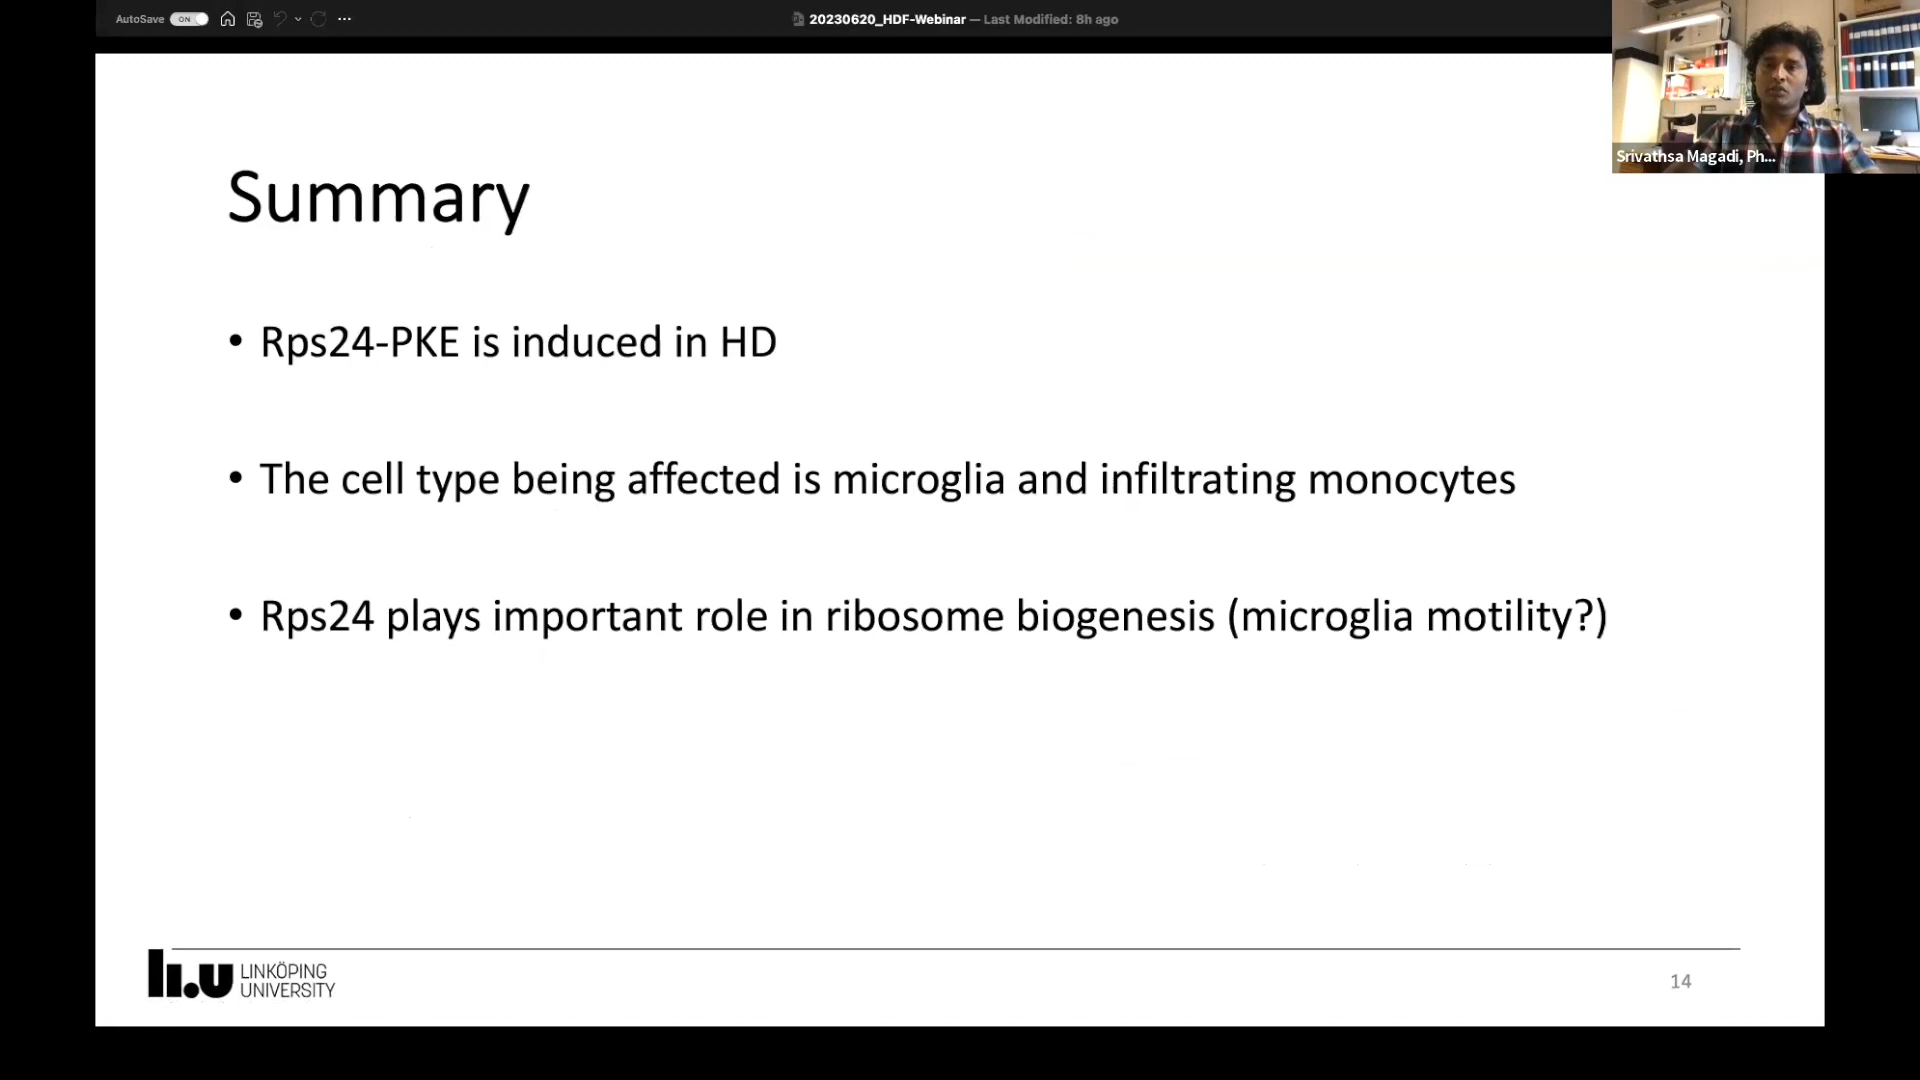 AutoSave ON
20230620_HDF-Webinar — Last Modified: 8h ago
Srivathsa Magadi, Ph...
Summary
• Rps24-PKE is induced in HD
• The cell type being affected is microglia and infiltrating monocytes
• Rps24 plays important role in ribosome biogenesis (microglia motility?)
li.u LINKÖPING
UNIVERSITY
14